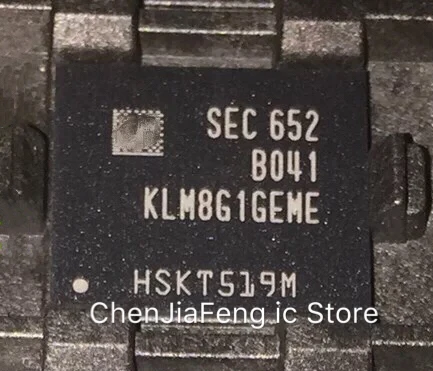 SEC 652
B041
KLM8G1GEME
HSKT519M
ChenJiaFeng ic Store